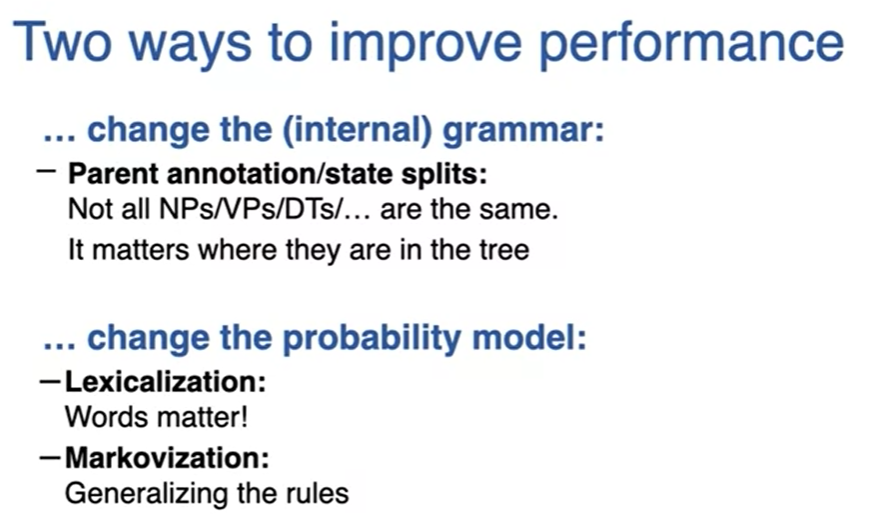 Two ways to improve performance
... change the (internal) grammar:
– Parent annotation/state splits:
Not all NPs/VPs/DTs/... are the same.
It matters where they are in the tree
... change the probability model:
–Lexicalization:
Words matter!
–Markovization:
Generalizing the rules